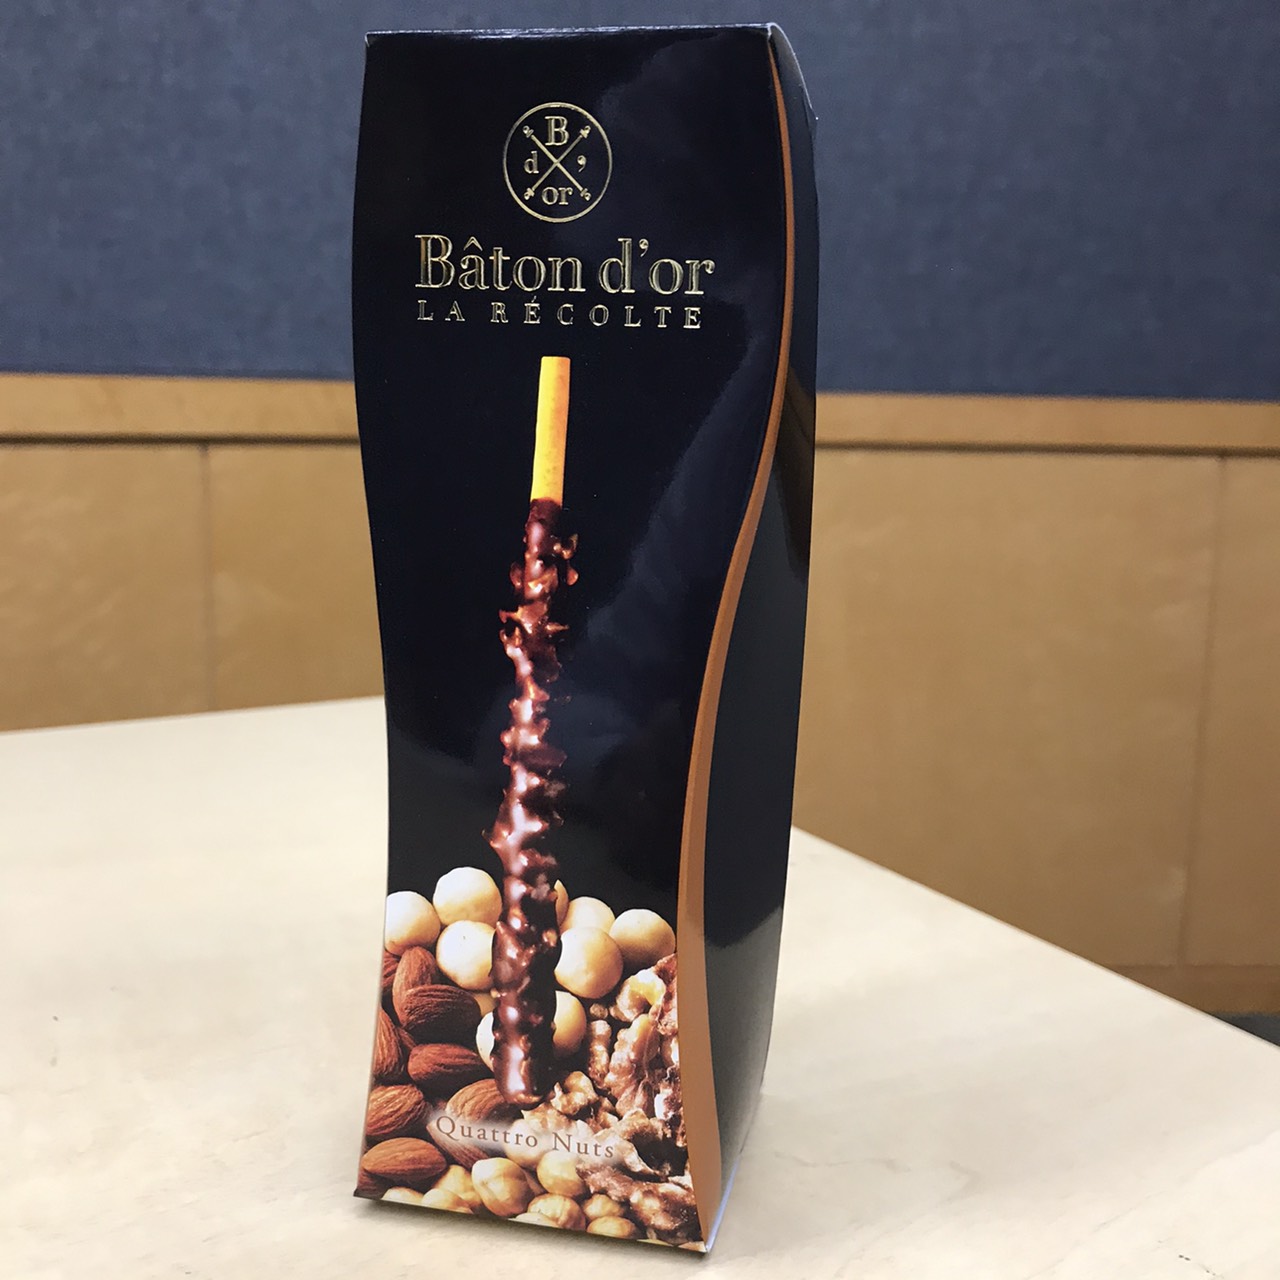 B
d ’
or
Bâton d’or
LA RÉCOLTE
Quattro Nuts